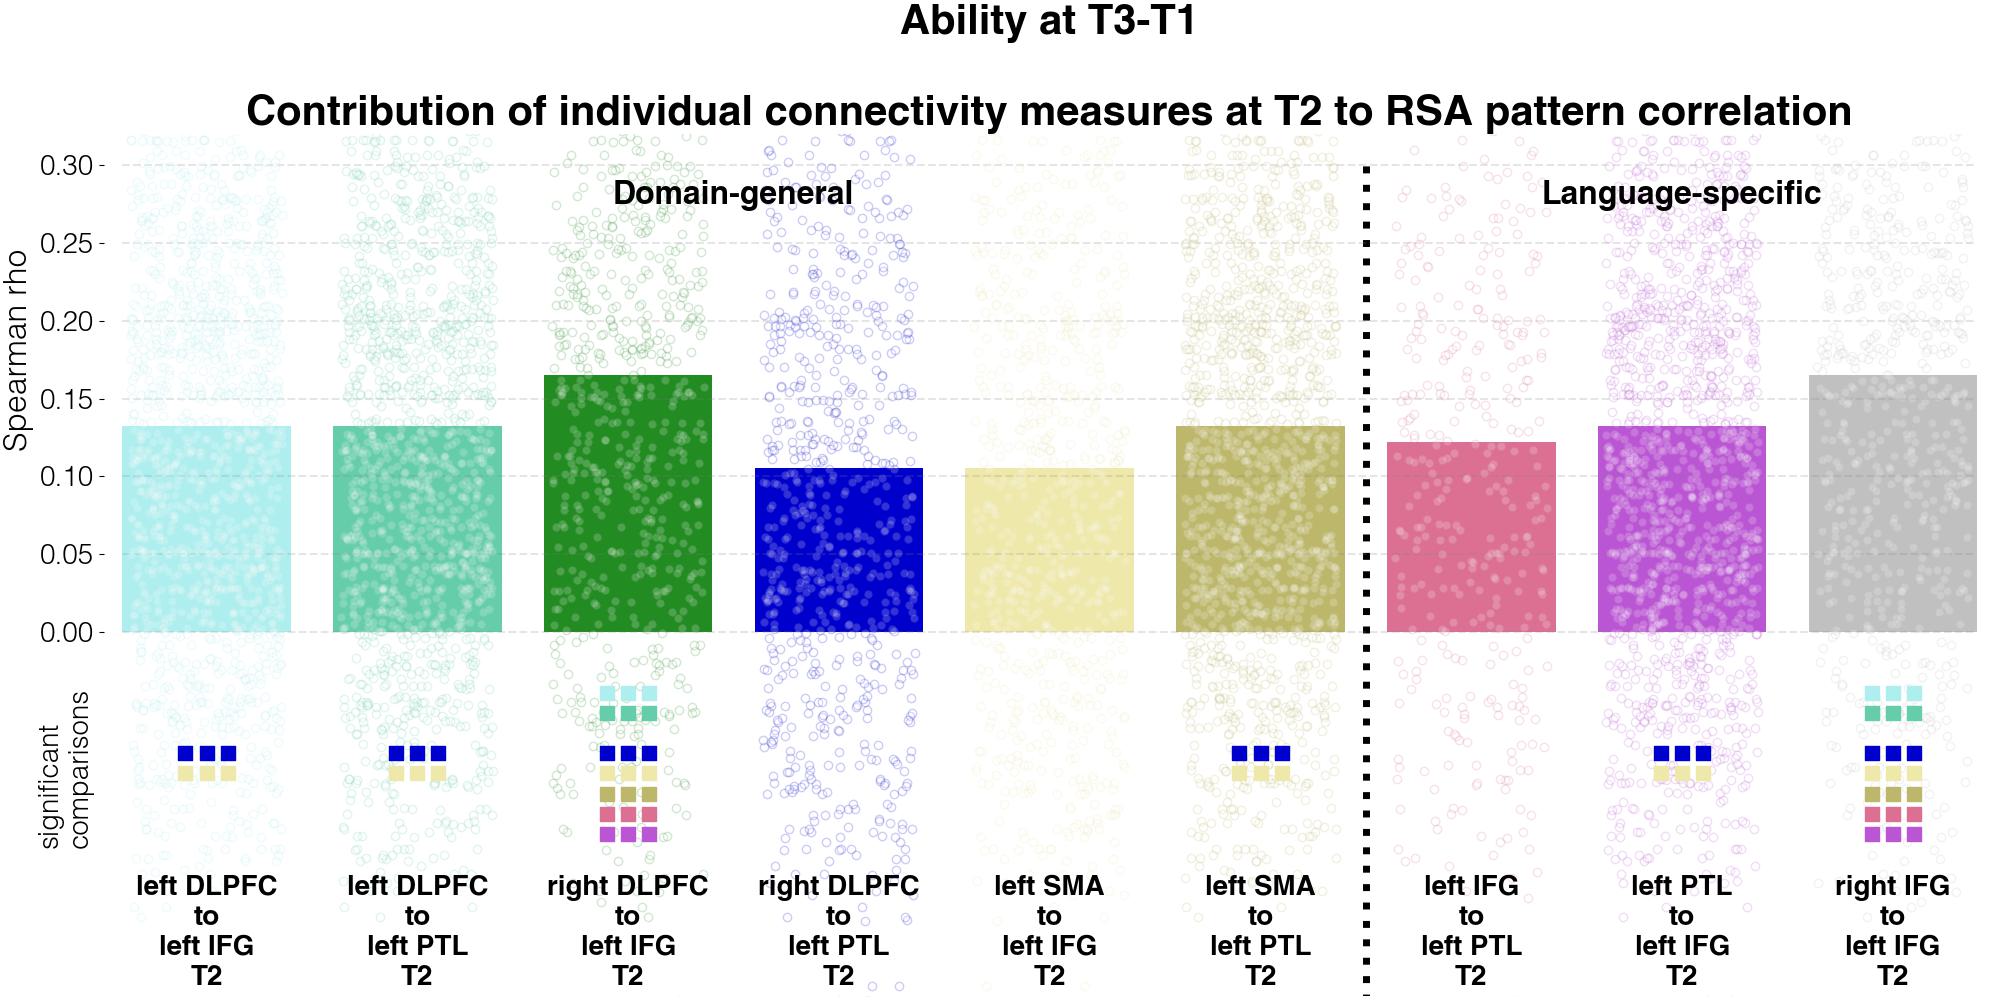 Ability at T3-T1
Contribution of individual connectivity measures at T2 to RSA pattern correlation
0.30
Domain-general
Language-specific
0.25
0.20
0.15
0.10
0.05
0.00
Spearman rho
significant
comparisons
left DLPFC
to
left IFG
T2
left DLPFC
to
left PTL
T2
right DLPFC
to
left IFG
T2
right DLPFC
to
left PTL
T2
left SMA
to
left IFG
T2
left SMA
to
left PTL
T2
left IFG
to
left PTL
T2
left PTL
to
left IFG
T2
right IFG
to
left IFG
T2